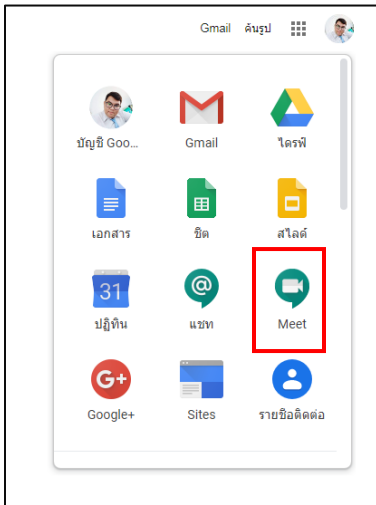 Gmail ค้นรูป
บัญชี Goo... Gmail ไดรฟ์
เอกสาร ชีต สไลด์
31
ปฏิทิน แชท Meet
G+
Google+ Sites รายชื่อติดต่อ